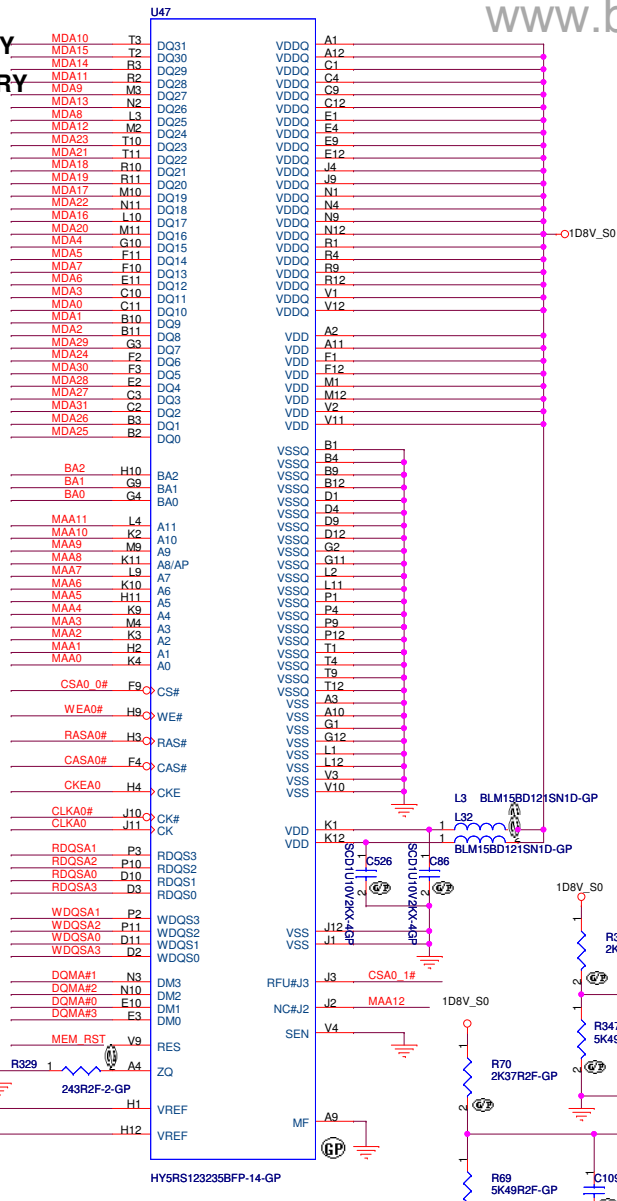 www.b
U47
Y
RY
MDA10 T3 DQ31 VDDQ A1
MDA15 T2 DQ30 VDDQ A12
MDA14 R3 DQ29 VDDQ C1
MDA11 R2 DQ28 VDDQ C4
MDA9 M3 DQ27 VDDQ C9
MDA13 N2 DQ26 VDDQ C12
MDA8 L3 DQ25 VDDQ E1
MDA12 M2 DQ24 VDDQ E4
MDA23 T10 DQ23 VDDQ E9
MDA21 T11 DQ22 VDDQ E12
MDA18 R10 DQ21 VDDQ J4
MDA19 R11 DQ20 VDDQ J9
MDA17 M10 DQ19 VDDQ N1
MDA22 N11 DQ18 VDDQ N4
MDA16 L10 DQ17 VDDQ N9
MDA20 M11 DQ16 VDDQ N12 1D8V_S0
MDA4 G10 DQ15 VDDQ R1
MDA5 F11 DQ14 VDDQ R4
MDA7 F10 DQ13 VDDQ R9
MDA6 E11 DQ12 VDDQ R12
MDA3 C10 DQ11 VDDQ V1
MDA0 C11 DQ10 VDDQ V12
MDA1 B10 DQ9
MDA2 B11 DQ8 VDD A2
MDA29 G3 DQ7 VDD A11
MDA24 F2 DQ6 VDD F1
MDA30 F3 DQ5 VDD F12
MDA28 E2 DQ4 VDD M1
MDA27 C3 DQ3 VDD M12
MDA31 C2 DQ2 VDD V2
MDA26 B3 DQ1 VDD V11
MDA25 B2 DQ0
VSSQ B1
VSSQ B4
BA2 H10 BA2 VSSQ B9
BA1 G9 BA1 VSSQ B12
BA0 G4 BA0 VSSQ D1
VSSQ D4
MAA11 L4 A11 VSSQ D9
MAA10 K2 A10 VSSQ D12
MAA9 M9 A9 VSSQ G2
MAA8 K11 A8/AP VSSQ G11
MAA7 L9 A7 VSSQ L2
MAA6 K10 A6 VSSQ L11
MAA5 H11 A5 VSSQ P1
MAA4 K9 A4 VSSQ P4
MAA3 M4 A3 VSSQ P9
MAA2 K3 A2 VSSQ P12
MAA1 H2 A1 VSSQ T1
MAA0 K4 A0 VSSQ T4
VSSQ T9
CSA0_0# F9 CS# VSSQ T12
VSS A3
WEA0# H9 WE# VSS A10
VSS G1
RASA0# H3 RAS# VSS G12
VSS L1
CASA0# F4 CAS# VSS L12
VSS V3
CKEA0 H4 CKE VSS V10
L3 BLM15BD121SN1D-GP
CLKA0# J10 CK# L32
CLKA0 J11 CK VDD K1 1
VDD K12 1 BLM15BD121SN1D-GP
RDQSA1 P3 RDQS3
RDQSA2 P10 RDQS2
RDQSA0 D10 RDQS1
RDQSA3 D3 RDQS0
SCD1U10V2KX-4GP 1 C526 2 G/P
SCD1U10V2KX-4GP 1 C86 2 G/P
WDQSA1 P2 WDQS3
WDQSA2 P11 WDQS2 VSS J12
WDQSA0 D11 WDQS1 VSS J1
WDQSA3 D2 WDQS0
DQMA#1 N3 DM3 RFU#J3 J3 CSA0_1#
DQMA#2 N10 DM2
DQMA#0 E10 DM1 NC#J2 J2 MAA12
DQMA#3 E3 DM0
SEN V4
MEM_RST V9 RES
R329 1 2 A4 ZQ
243R2F-2-GP
H1 VREF
MF A9
H12 VREF
GP
HY5RS123235BFP-14-GP
1D8V_S0
1 R3
2K
2 G/P
1 R347
5K49
2 G/P
1D8V_S0
1 R70
2K37R2F-GP
2 G/P
1 R69
5K49R2F-GP
1 C109